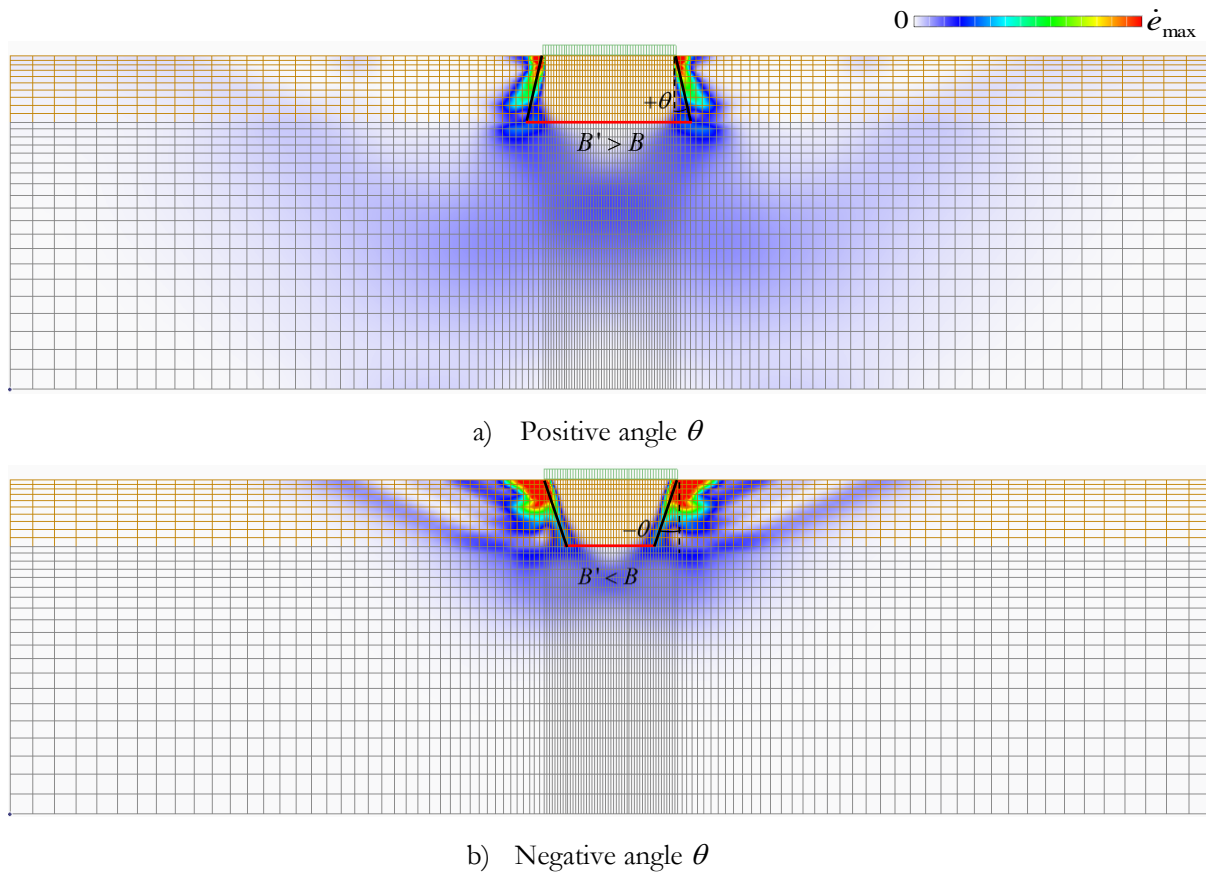 0 ė_max
+θ
B' > B
a) Positive angle θ
−θ
B' < B
b) Negative angle θ